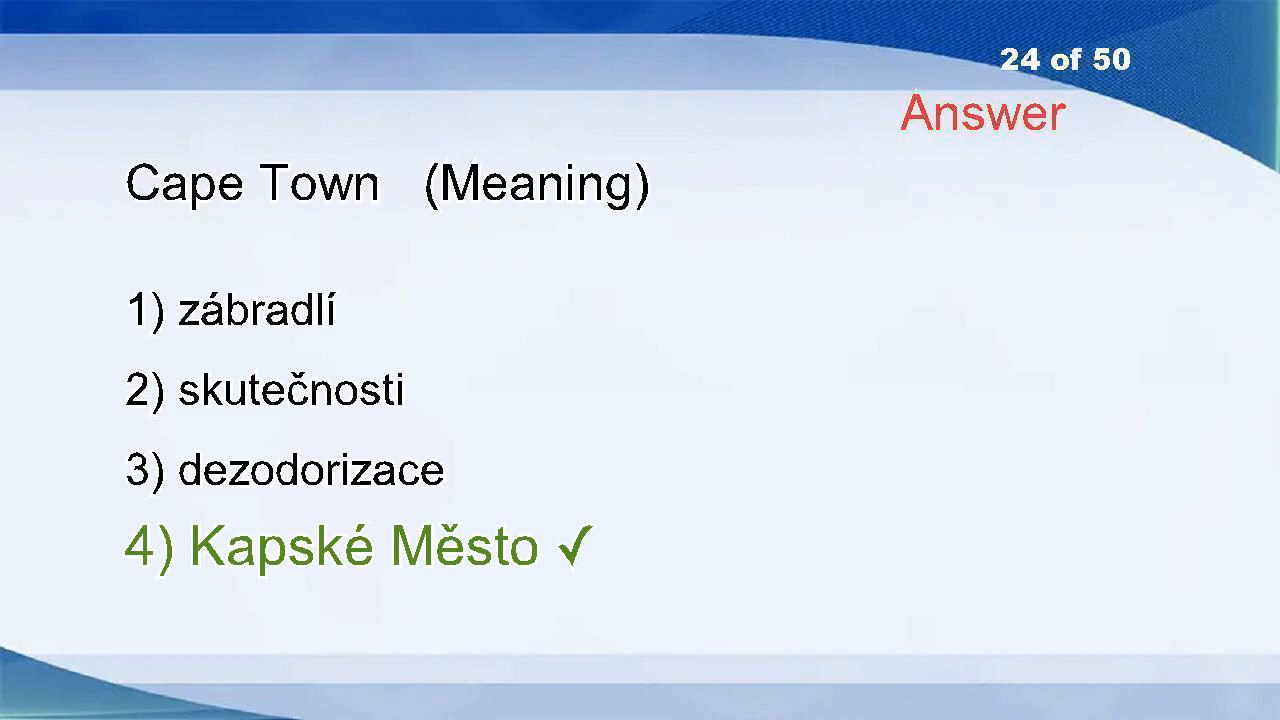 24 of 50
Answer
Cape Town (Meaning)
1) zábradlí
2) skutečnosti
3) dezodorizace
4) Kapské Město ✓